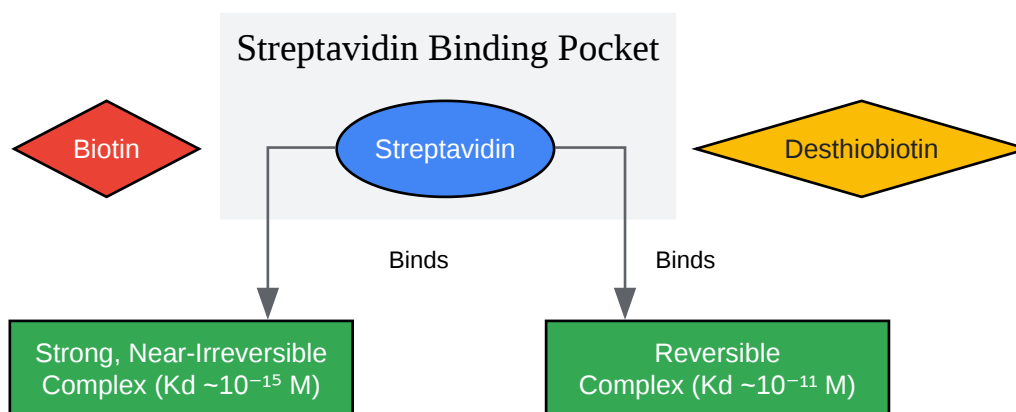 Streptavidin Binding Pocket
Biotin
Streptavidin
Desthiobiotin
Binds
Binds
Strong, Near-Irreversible
Complex (Kd ~10⁻¹⁵ M)
Reversible
Complex (Kd ~10⁻¹¹ M)